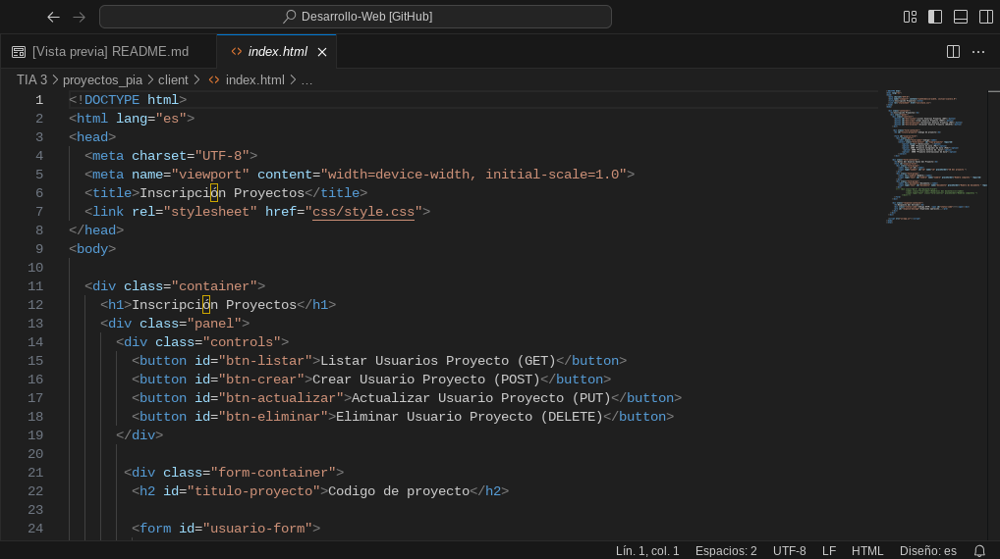 Desarrollo-Web [GitHub]
[Vista previa] README.md
index.html
TIA 3 > proyectos_pia > client > <> index.html > ...
1 <!DOCTYPE html>
2 <html lang="es">
3 <head>
4   <meta charset="UTF-8">
5   <meta name="viewport" content="width=device-width, initial-scale=1.0">
6   <title>Inscripción Proyectos</title>
7   <link rel="stylesheet" href="css/style.css">
8 </head>
9 <body>
10
11   <div class="container">
12     <h1>Inscripción Proyectos</h1>
13     <div class="panel">
14       <div class="controls">
15         <button id="btn-listar">Listar Usuarios Proyecto (GET)</button>
16         <button id="btn-crear">Crear Usuario Proyecto (POST)</button>
17         <button id="btn-actualizar">Actualizar Usuario Proyecto (PUT)</button>
18         <button id="btn-eliminar">Eliminar Usuario Proyecto (DELETE)</button>
19       </div>
20
21        <div class="form-container">
22         <h2 id="titulo-proyecto">Codigo de proyecto</h2>
23
24         <form id="usuario-form">
Lín. 1, col. 1 Espacios: 2 UTF-8 LF HTML Diseño: es